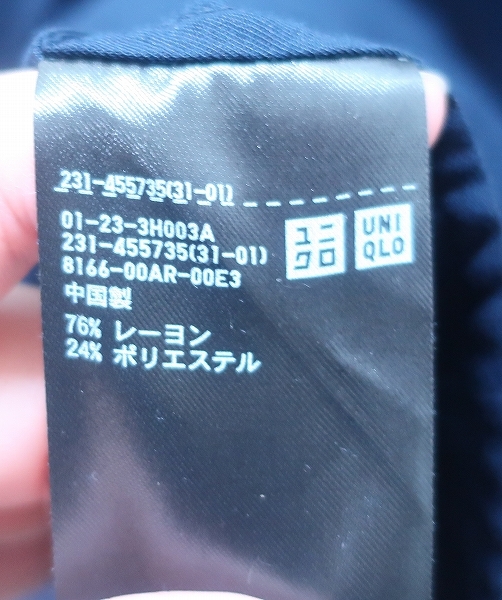 231-455735(31-01)
01-23-3H003A
231-455735(31-01)
8166-00AR-00E3
中国製
76% レーヨン
24% ポリエステル
ユニ
クロ
UNI
QLO